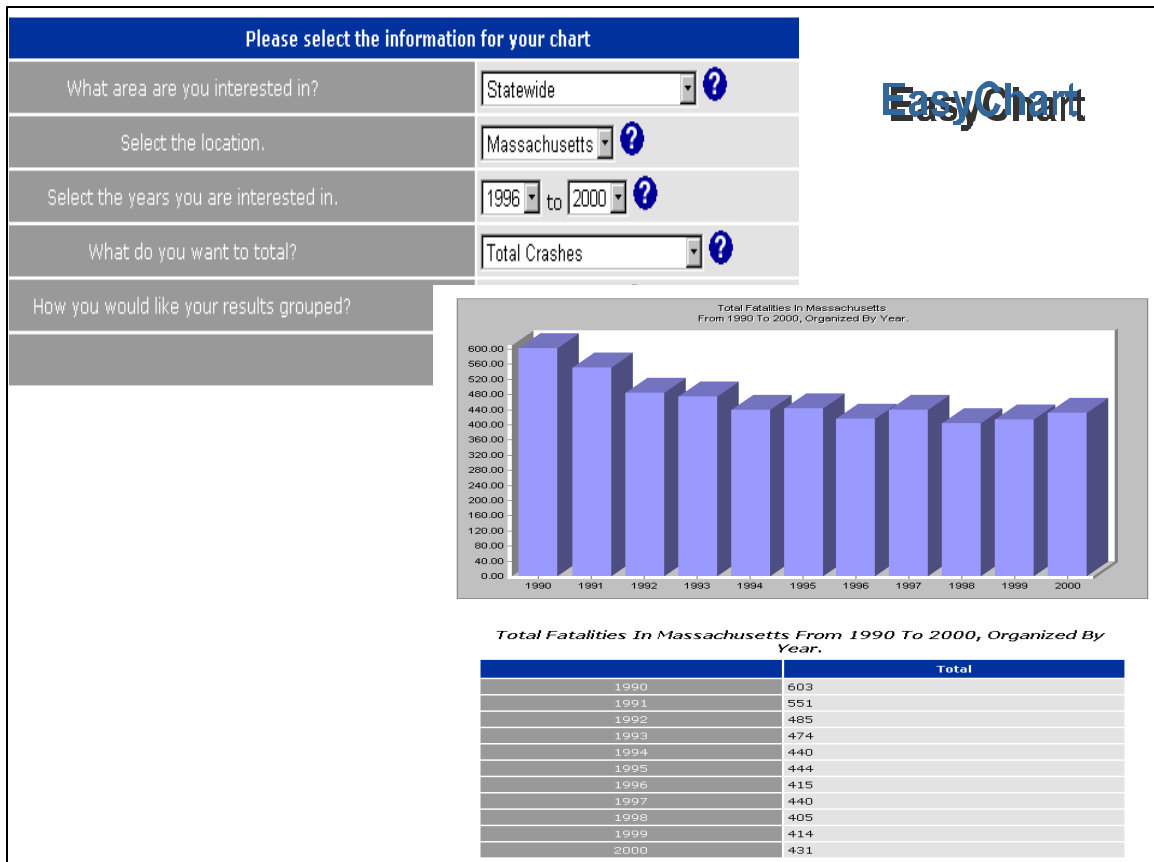 Please select the information for your chart
What area are you interested in? Statewide ?
Select the location. Massachusetts ?
Select the years you are interested in. 1996 to 2000 ?
What do you want to total? Total Crashes ?
How you would like your results grouped?
EasyChart
Total Fatalities In Massachusetts
From 1990 To 2000, Organized By Year.
600.00
560.00
520.00
480.00
440.00
400.00
360.00
320.00
280.00
240.00
200.00
160.00
120.00
80.00
40.00
0.00
1990 1991 1992 1993 1994 1995 1996 1997 1998 1999 2000
Total Fatalities In Massachusetts From 1990 To 2000, Organized By
Year.
Total
1990 603
1991 551
1992 485
1993 474
1994 440
1995 444
1996 415
1997 440
1998 405
1999 414
2000 431